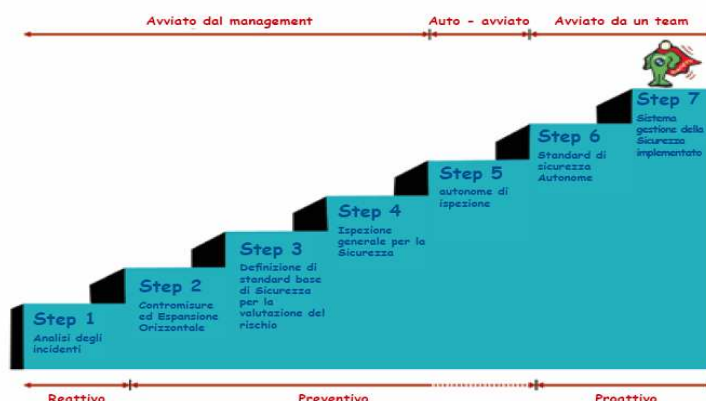 Avviato dal management
Auto - avviato
Avviato da un team
Step 1
Analisi degli
incidenti
Step 2
Contromisure
ed Espansione
Orizzontale
Step 3
Definizione di
standard base
di Sicurezza
per la
valutazione del
rischio
Step 4
Ispezione
generale per la
Sicurezza
Step 5
autonome di
ispezione
Step 6
Standard di
sicurezza
Autonome
Step 7
Sistema
gestione della
Sicurezza
implementato
Reattivo
Preventivo
Proattivo